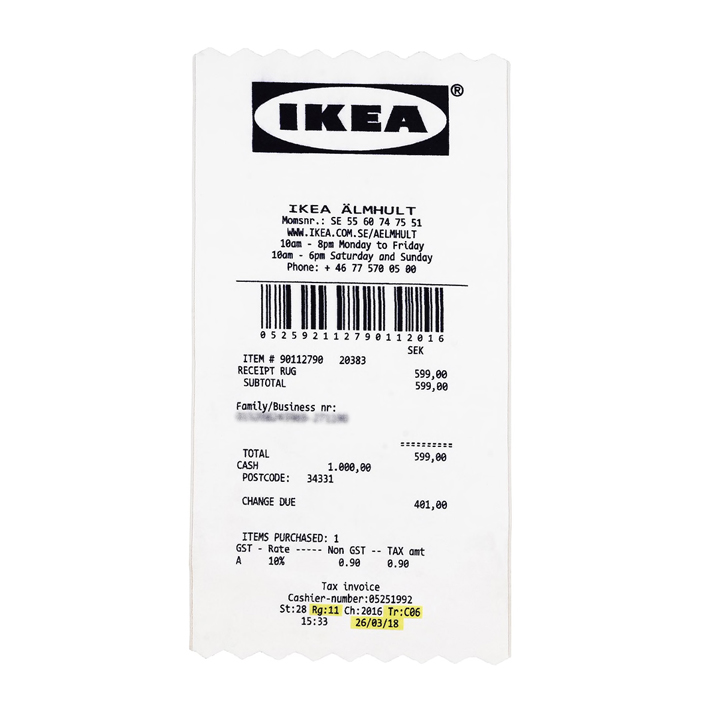 IKEA®
IKEA ÄLMHULT
Momsnr.: SE 55 60 74 75 51
WWW.IKEA.COM.SE/AELMHULT
10am - 8pm Monday to Friday
10am - 6pm Saturday and Sunday
Phone: + 46 77 570 05 00
052592112790112016
SEK
ITEM # 90112790 20383
RECEIPT RUG 599,00
SUBTOTAL 599,00
Family/Business nr:
==========
TOTAL 599,00
CASH 1.000,00
POSTCODE: 34331
CHANGE DUE 401,00
ITEMS PURCHASED: 1
GST - Rate ----- Non GST -- TAX amt
A 10% 0.90 0.90
Tax invoice
Cashier-number:05251992
St:28 Rg:11 Ch:2016 Tr:C06
15:33 26/03/18